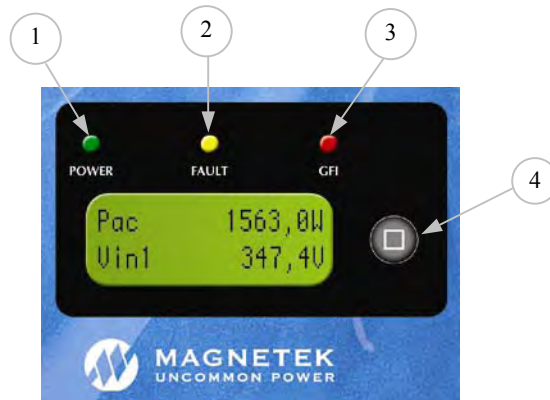 1 2 3
POWER FAULT GFI
4
Pac 1563,0W
Vin1 347,4V
MAGNETEK
UNCOMMON POWER